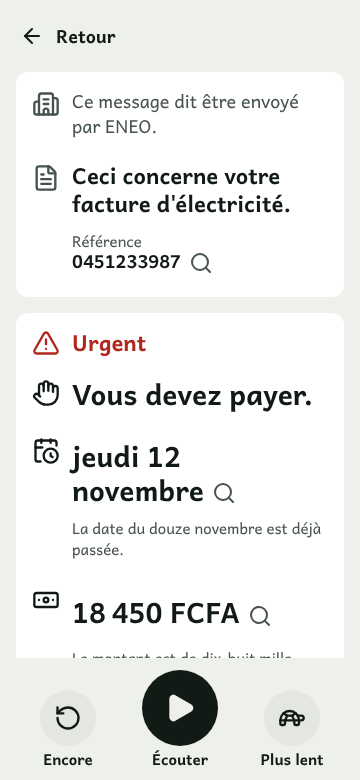 Retour
Ce message dit être envoyé
par ENEO.
Ceci concerne votre
facture d'électricité.
Référence
0451233987
Urgent
Vous devez payer.
jeudi 12
novembre
La date du douze novembre est déjà
passée.
18 450 FCFA
Encore
Écouter
Plus lent